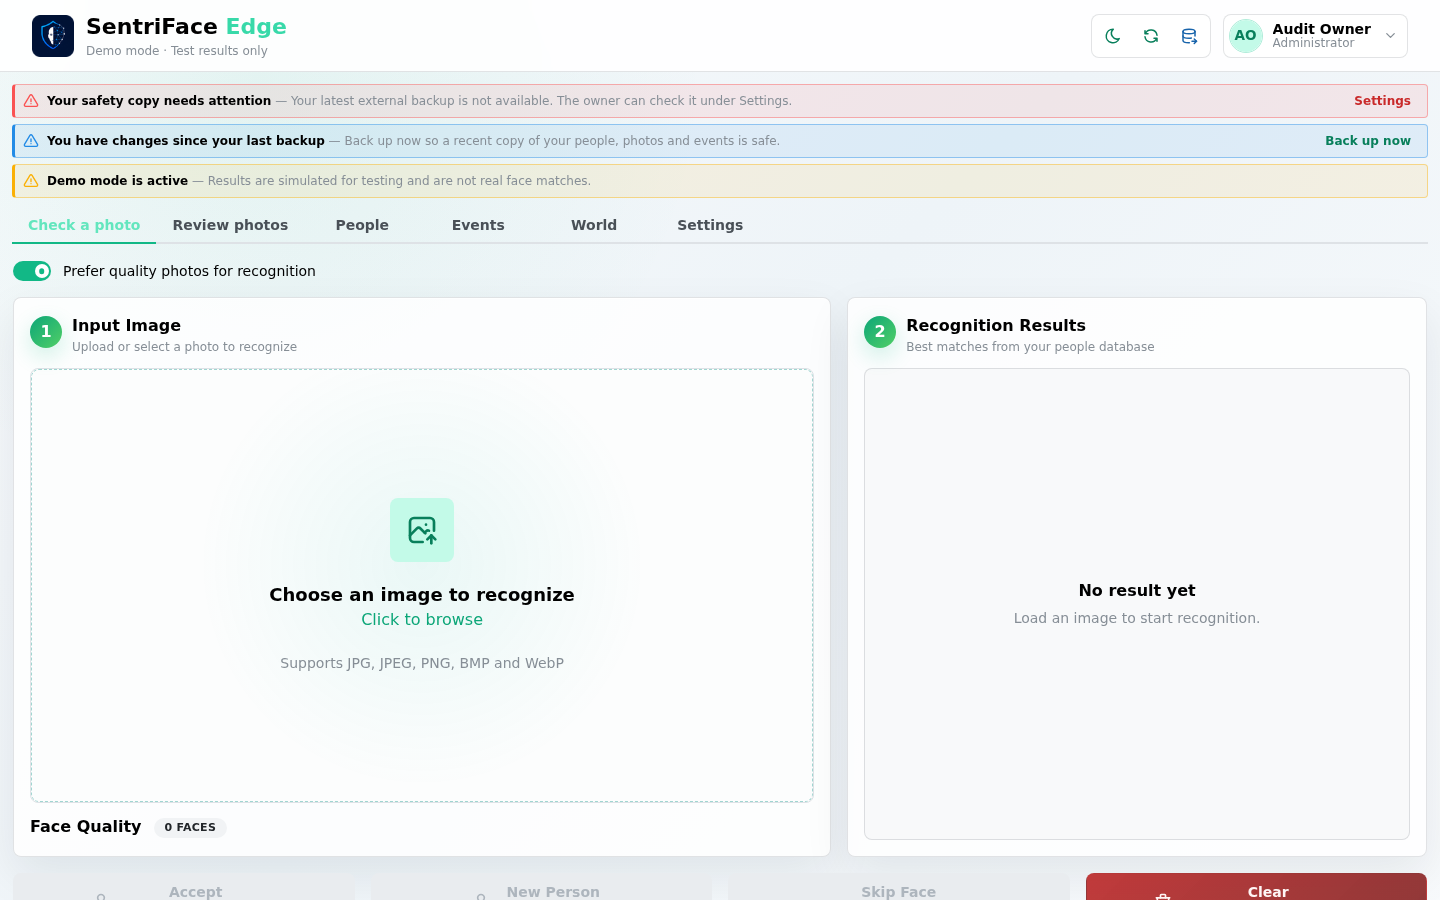 SentriFace Edge
Demo mode · Test results only
AO
Audit Owner
Administrator
Your safety copy needs attention — Your latest external backup is not available. The owner can check it under Settings.
Settings
You have changes since your last backup — Back up now so a recent copy of your people, photos and events is safe.
Back up now
Demo mode is active — Results are simulated for testing and are not real face matches.
Check a photo
Review photos
People
Events
World
Settings
Prefer quality photos for recognition
1
Input Image
Upload or select a photo to recognize
Choose an image to recognize
Click to browse
Supports JPG, JPEG, PNG, BMP and WebP
Face Quality
0 FACES
2
Recognition Results
Best matches from your people database
No result yet
Load an image to start recognition.
Accept
New Person
Skip Face
Clear